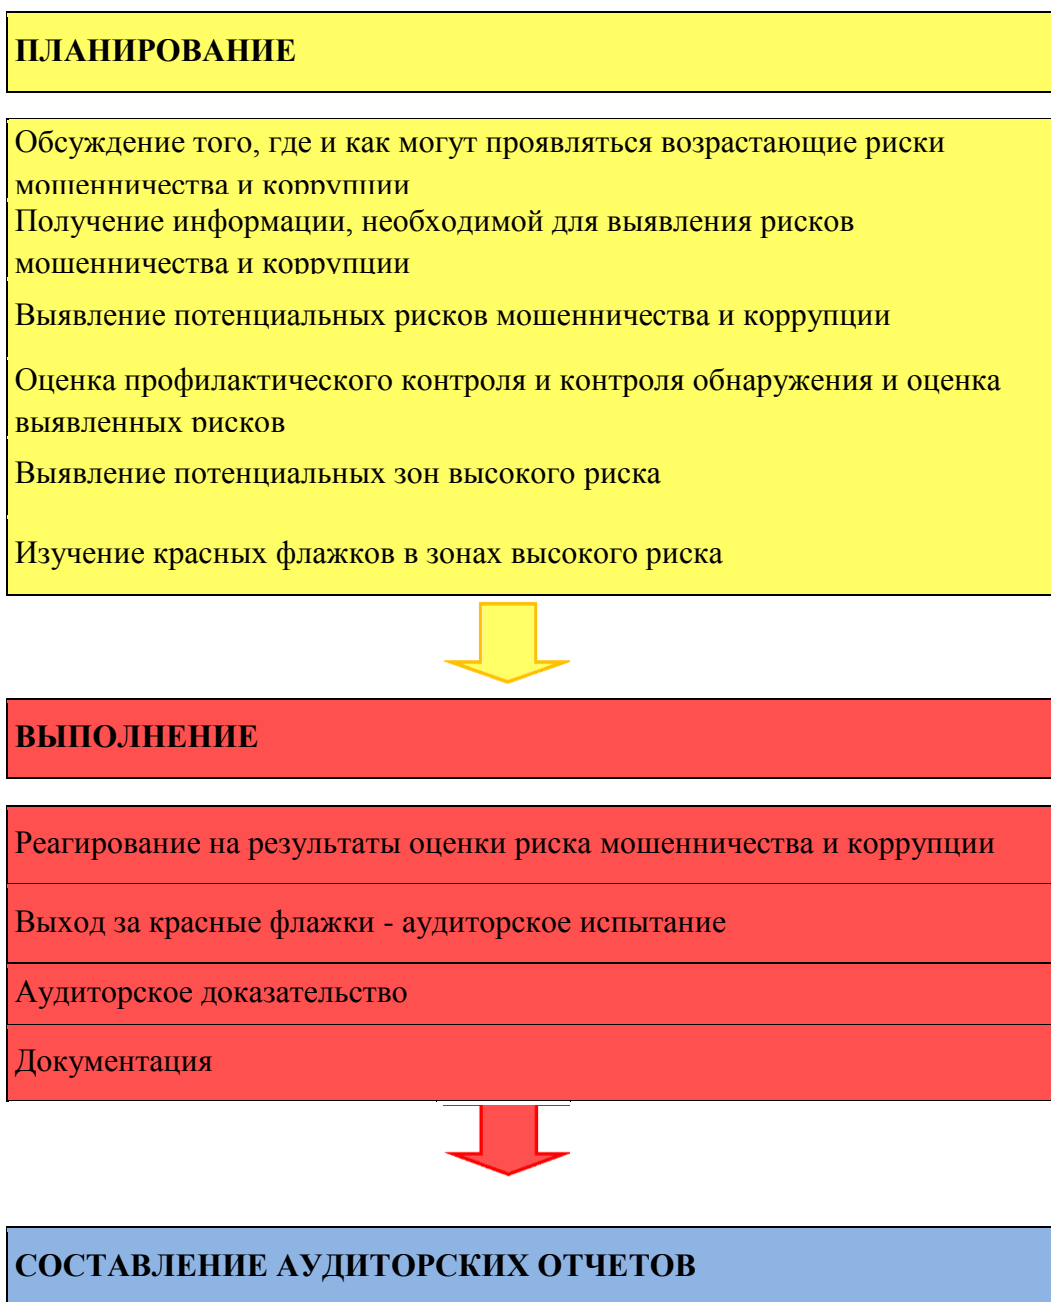 ПЛАНИРОВАНИЕ
Обсуждение того, где и как могут проявляться возрастающие риски
мошенничества и коррупции
Получение информации, необходимой для выявления рисков
мошенничества и коррупции
Выявление потенциальных рисков мошенничества и коррупции
Оценка профилактического контроля и контроля обнаружения и оценка
выявленных рисков
Выявление потенциальных зон высокого риска
Изучение красных флажков в зонах высокого риска
ВЫПОЛНЕНИЕ
Реагирование на результаты оценки риска мошенничества и коррупции
Выход за красные флажки - аудиторское испытание
Аудиторское доказательство
Документация
СОСТАВЛЕНИЕ АУДИТОРСКИХ ОТЧЕТОВ